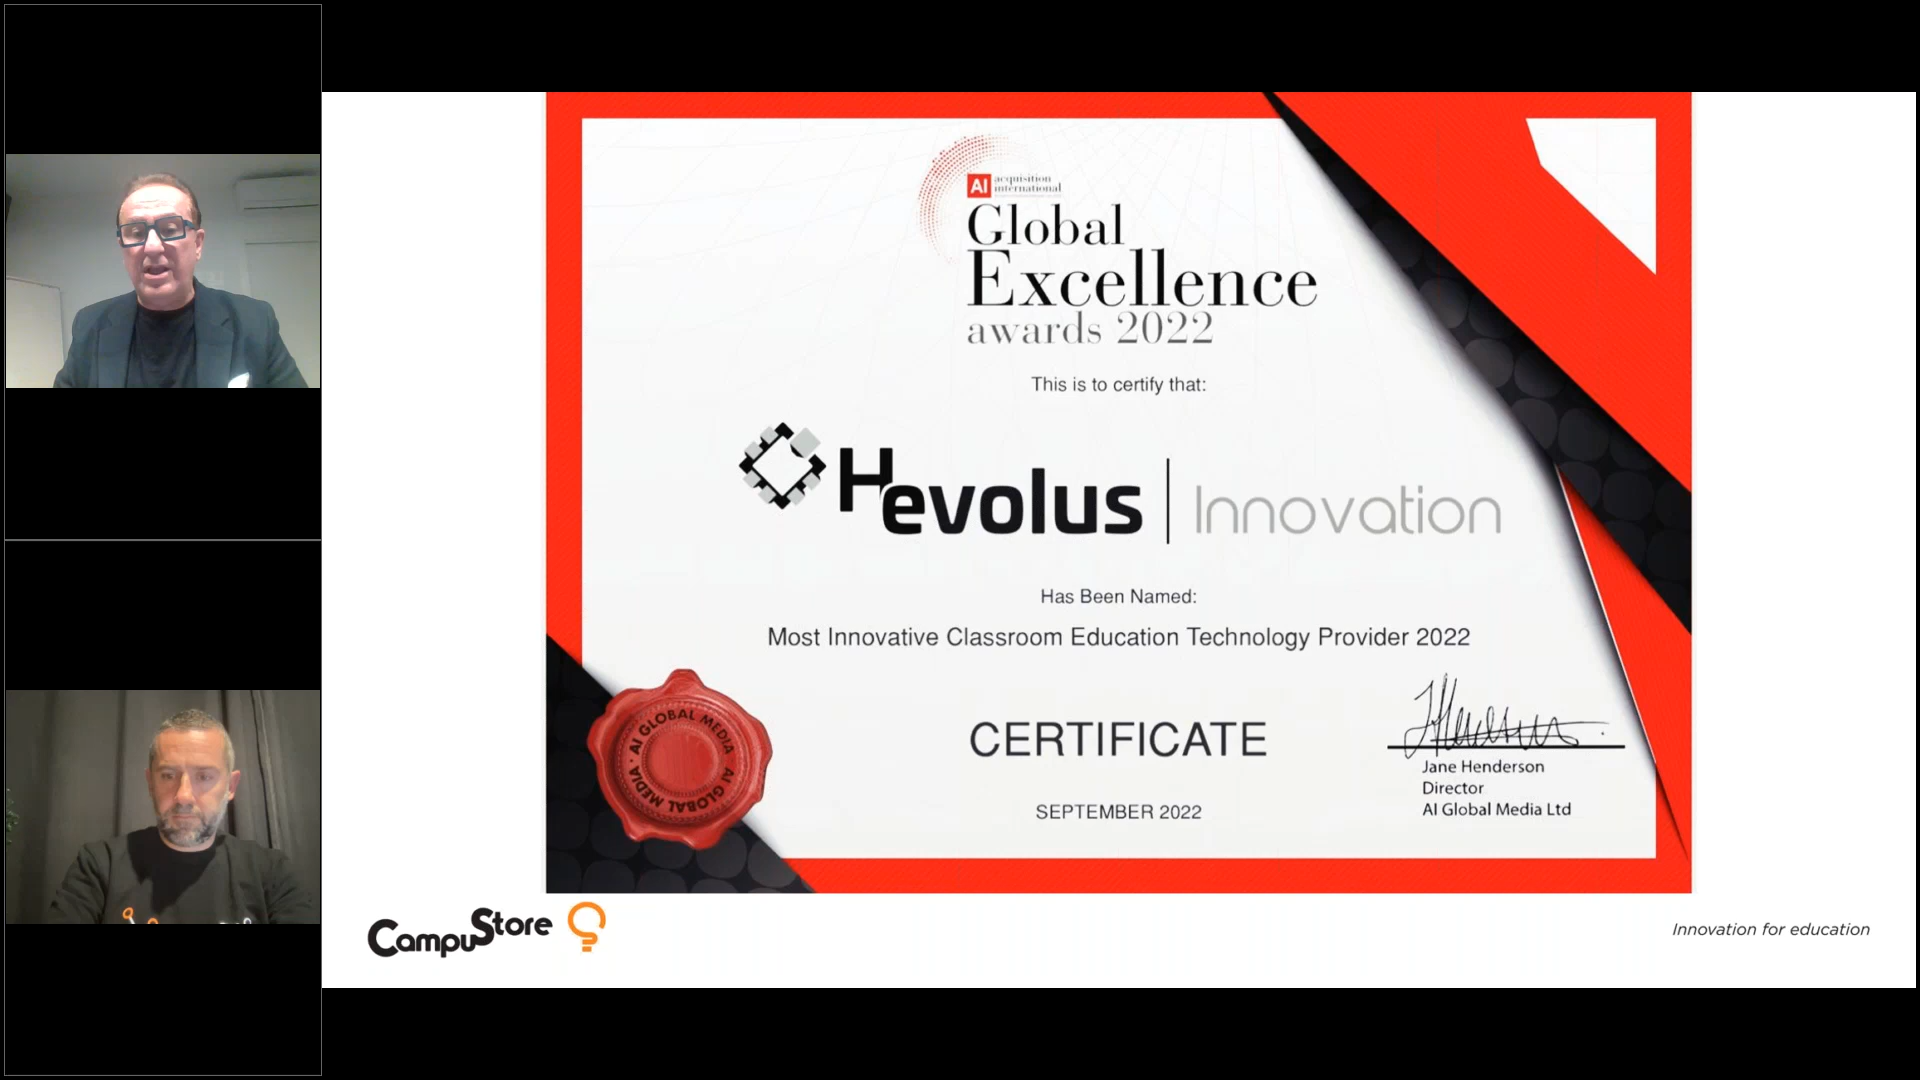 AI acquisition
international
Global
Excellence
awards 2022
This is to certify that:
Hevolus | Innovation
Has Been Named:
Most Innovative Classroom Education Technology Provider 2022
AI GLOBAL MEDIA · AI GLOBAL MEDIA ·
CERTIFICATE
Jane Henderson
Director
AI Global Media Ltd
SEPTEMBER 2022
CampuStore
Innovation for education